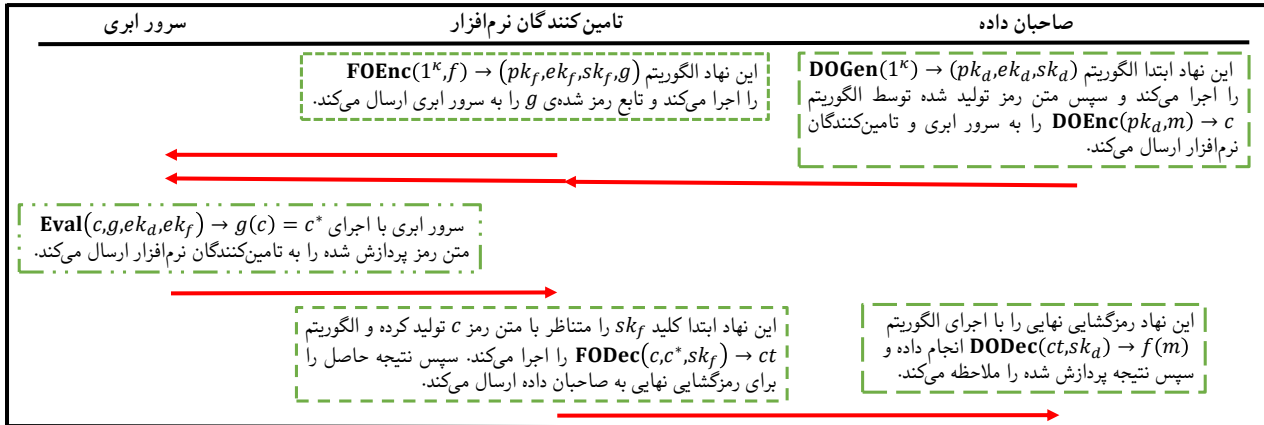 صاحبان داده
تامین‌کنندگان نرم‌افزار
سرور ابری
این نهاد ابتدا الگوریتم DOGen(1^κ) → (pk_d,ek_d,sk_d)
را اجرا می‌کند و سپس متن رمز تولید شده توسط الگوریتم
DOEnc(pk_d,m) → c را به سرور ابری و تامین‌کنندگان
نرم‌افزار ارسال می‌کند.
این نهاد الگوریتم FOEnc(1^κ,f) → (pk_f,ek_f,sk_f,g)
را اجرا می‌کند و تابع رمز شده‌ی g را به سرور ابری ارسال می‌کند.
سرور ابری با اجرای Eval(c,g,ek_d,ek_f) → g(c) = c*
متن رمز پردازش شده را به تامین‌کنندگان نرم‌افزار ارسال می‌کند.
این نهاد ابتدا کلید sk_f را متناظر با متن رمز c تولید کرده و الگوریتم
FODec(c,c*,sk_f) → ct را اجرا می‌کند. سپس نتیجه حاصل را
برای رمزگشایی نهایی به صاحبان داده ارسال می‌کند.
این نهاد رمزگشایی نهایی را با اجرای الگوریتم
DODec(ct,sk_d) → f(m) انجام داده و
سپس نتیجه پردازش شده را ملاحظه می‌کند.